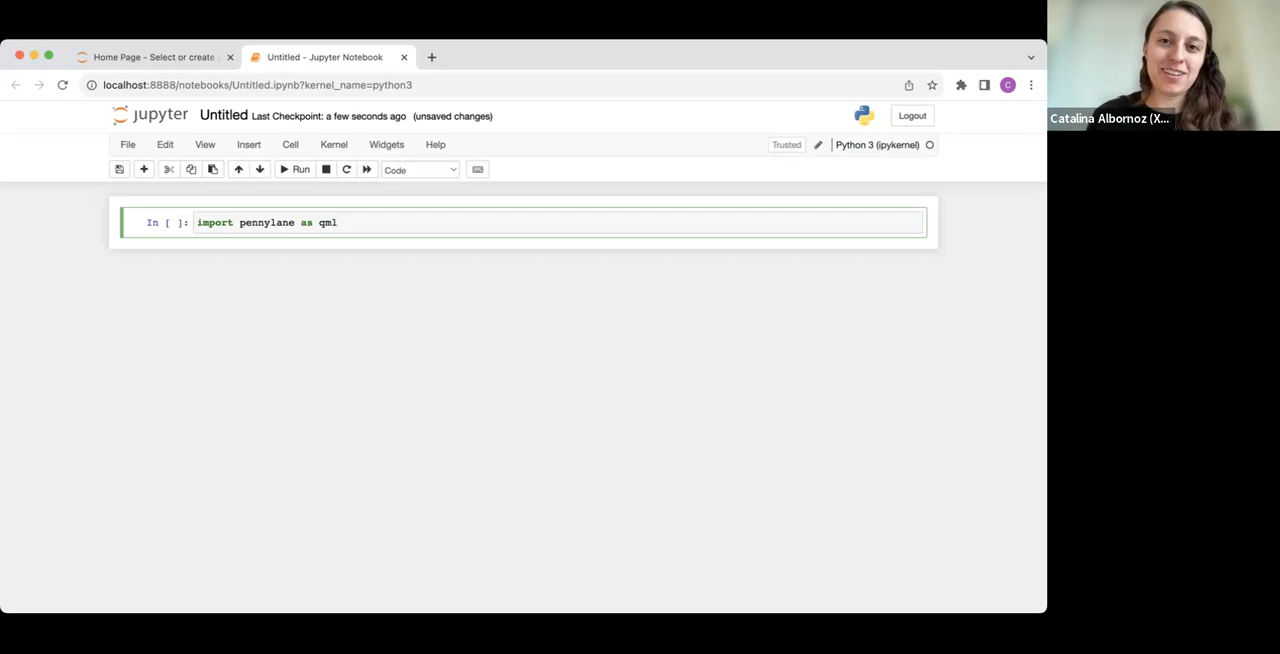 Home Page - Select or create
Untitled - Jupyter Notebook
localhost:8888/notebooks/Untitled.ipynb?kernel_name=python3
C
jupyter Untitled Last Checkpoint: a few seconds ago (unsaved changes)
Logout
File Edit View Insert Cell Kernel Widgets Help
Trusted Python 3 (ipykernel)
Run Code
In [ ]: import pennylane as qml
Catalina Albornoz (X...